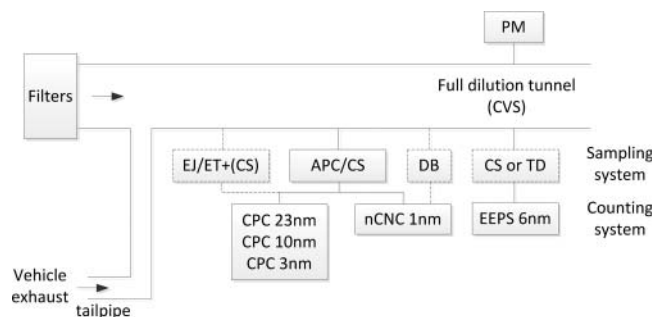 PM
Filters
Full dilution tunnel
(CVS)
EJ/ET+(CS)
APC/CS
DB
CS or TD
Sampling
system
CPC 23nm
CPC 10nm
CPC 3nm
nCNC 1nm
EEPS 6nm
Counting
system
Vehicle
exhaust
tailpipe